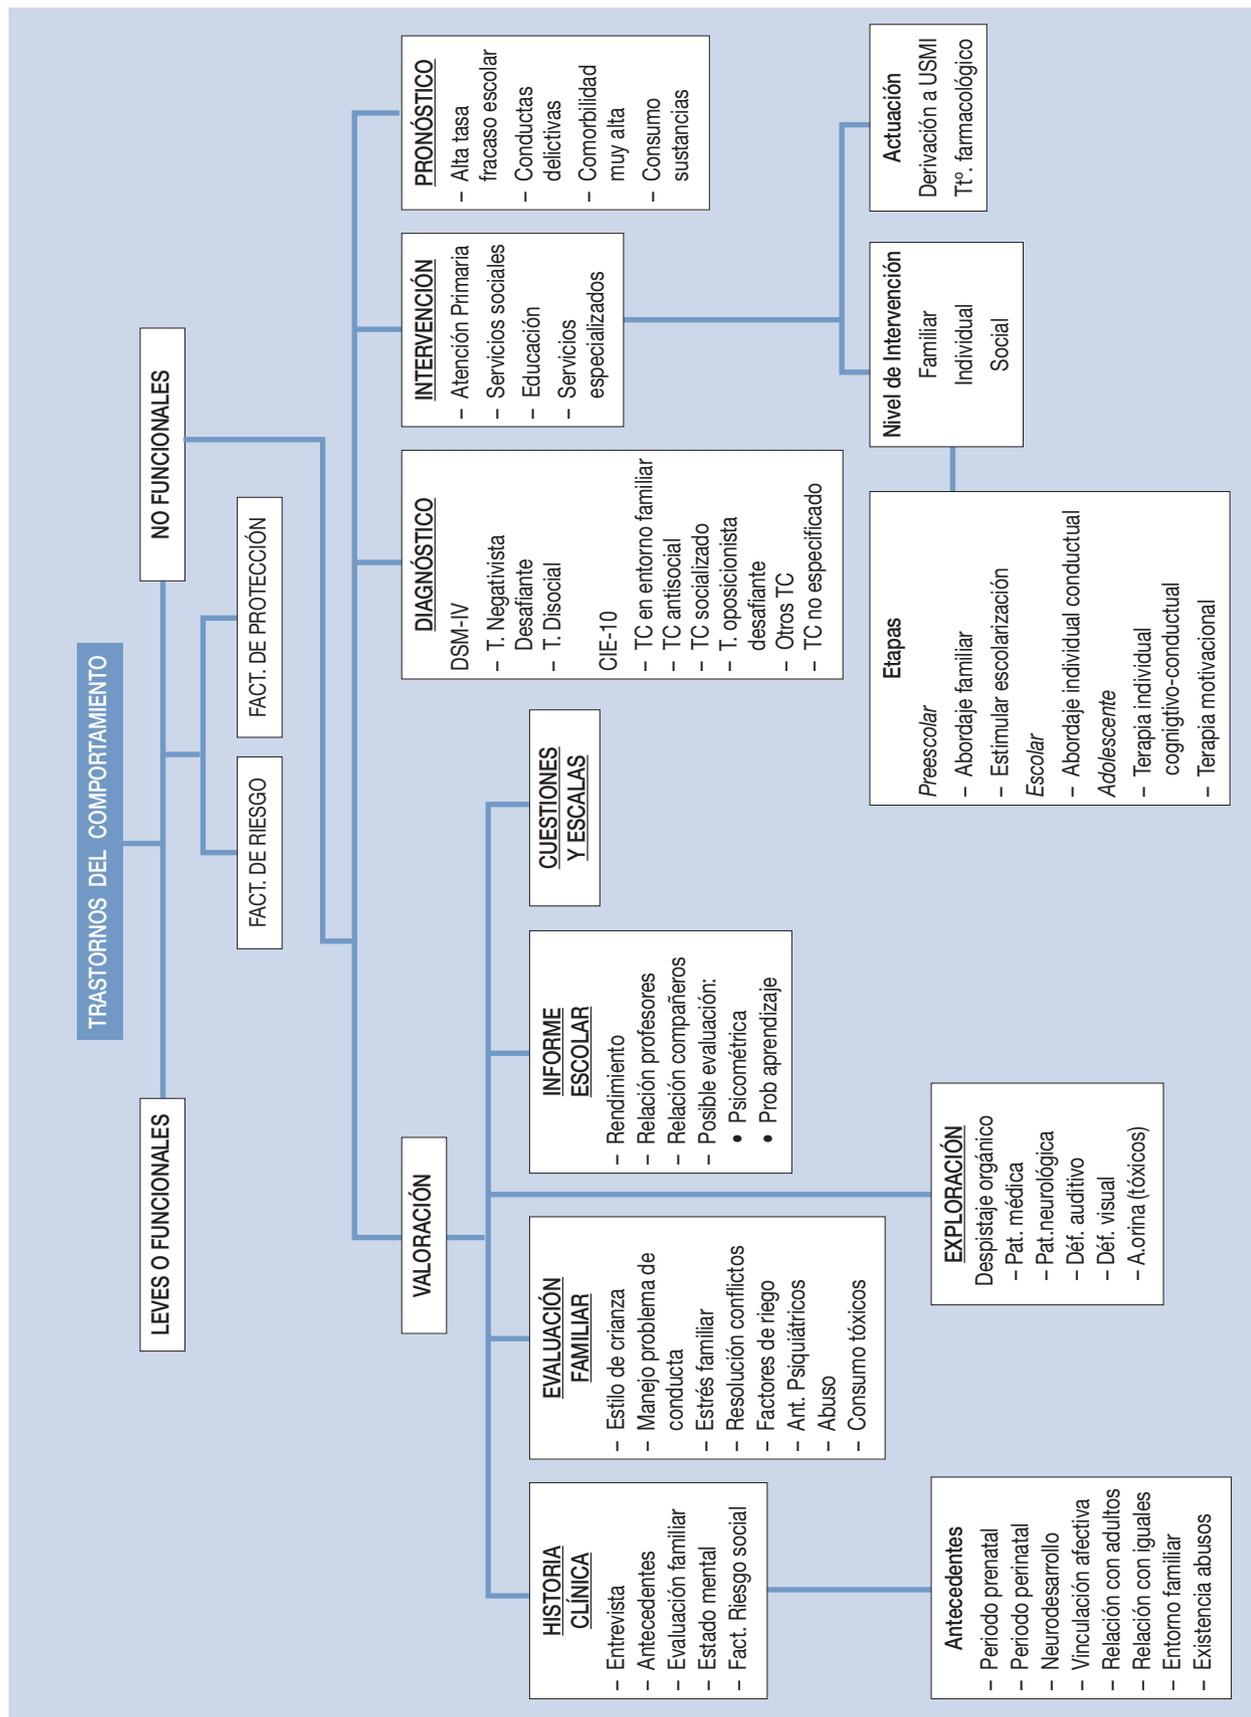 TRASTORNOS DEL COMPORTAMIENTO
LEVES O FUNCIONALES
NO FUNCIONALES
FACT. DE RIESGO
FACT. DE PROTECCIÓN
VALORACIÓN
HISTORIA
CLÍNICA
– Entrevista
– Antecedentes
– Evaluación familiar
– Estado mental
– Fact. Riesgo social
Antecedentes
– Periodo prenatal
– Periodo perinatal
– Neurodesarrollo
– Vinculación afectiva
– Relación con adultos
– Relación con iguales
– Entorno familiar
– Existencia abusos
EVALUACIÓN
FAMILIAR
– Estilo de crianza
– Manejo problema de
conducta
– Estrés familiar
– Resolución conflictos
– Factores de riego
– Ant. Psiquiátricos
– Abuso
– Consumo tóxicos
EXPLORACIÓN
Despistaje orgánico
– Pat. médica
– Pat.neurológica
– Déf. auditivo
– Déf. visual
– A.orina (tóxicos)
INFORME
ESCOLAR
– Rendimiento
– Relación profesores
– Relación compañeros
– Posible evaluación:
• Psicométrica
• Prob aprendizaje
CUESTIONES
Y ESCALAS
DIAGNÓSTICO
DSM-IV
– T. Negativista
Desafiante
– T. Disocial
CIE-10
– TC en entorno familiar
– TC antisocial
– TC socializado
– T. oposicionista
desafiante
– Otros TC
– TC no especificado
INTERVENCIÓN
– Atención Primaria
– Servicios sociales
– Educación
– Servicios
especializados
PRONÓSTICO
– Alta tasa
fracaso escolar
– Conductas
delictivas
– Comorbilidad
muy alta
– Consumo
sustancias
Etapas
Preescolar
– Abordaje familiar
– Estimular escolarización
Escolar
– Abordaje individual conductual
Adolescente
– Terapia individual
cognigtivo-conductual
– Terapia motivacional
Nivel de Intervención
Familiar
Individual
Social
Actuación
Derivación a USMI
Ttº. farmacológico